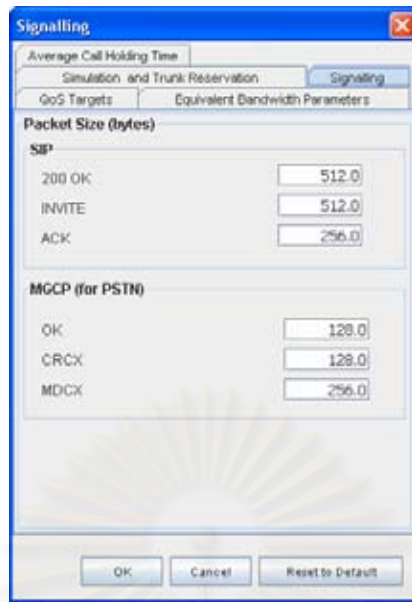 Signalling
Average Call Holding Time
Simulation and Trunk Reservation Signalling
QoS Targets Equivalent Bandwidth Parameters
Packet Size (bytes)
SIP
200 OK 512.0
INVITE 512.0
ACK 256.0
MGCP (for PSTN)
OK 128.0
CRCX 128.0
MDCX 256.0
OK Cancel Reset to Default